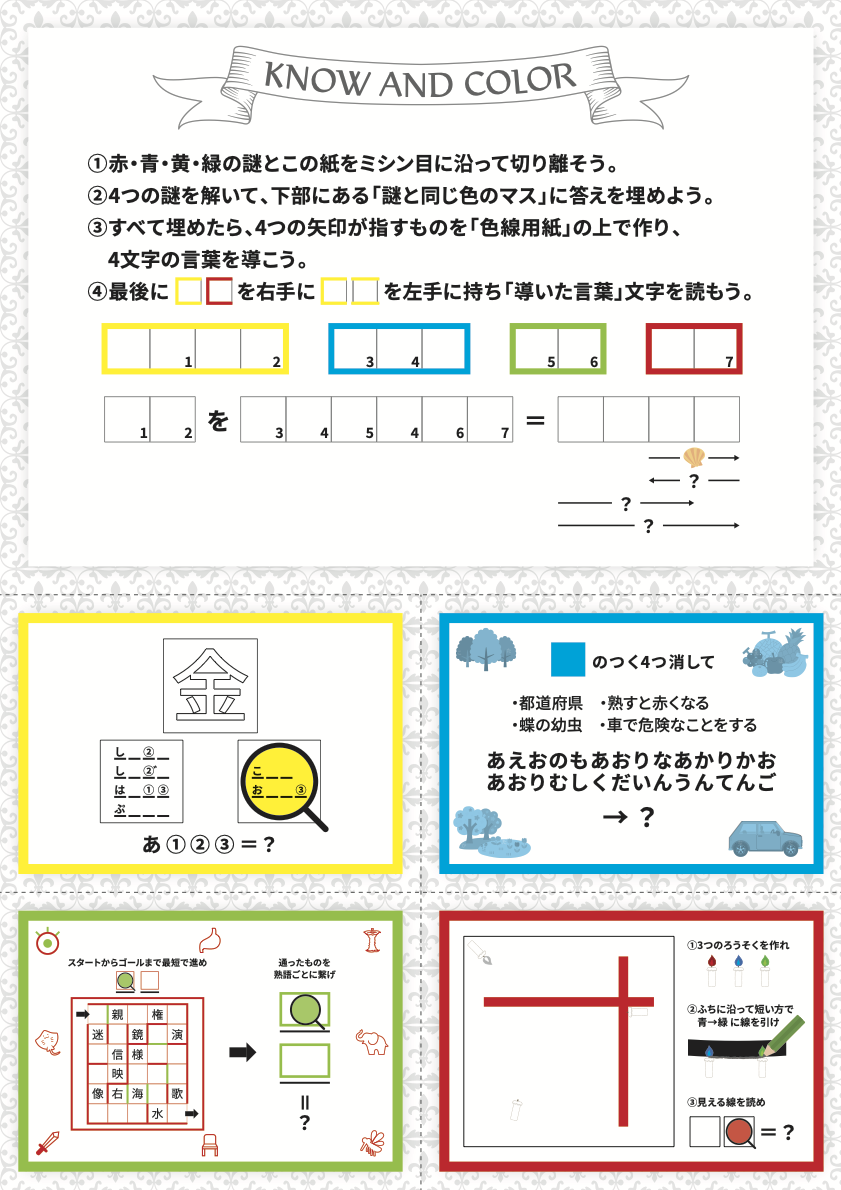 KNOW AND COLOR
①赤・青・黄・緑の謎とこの紙をミシン目に沿って切り離そう。
②4つの謎を解いて、下部にある「謎と同じ色のマス」に答えを埋めよう。
③すべて埋めたら、4つの矢印が指すものを「色線用紙」の上で作り、
4文字の言葉を導こう。
④最後に を右手に を左手に持ち「導いた言葉」文字を読もう。
1 2 3 4 5 6 7
1 2 を 3 4 5 4 6 7 =
?
?
?
金
し_②_
し_②゙_
は_①③
ぷ___
こ__
お__③
あ①②③=?
のつく4つ消して
・都道府県 ・熟すと赤くなる
・蝶の幼虫 ・車で危険なことをする
あえおのもあおりなあかりかお
あおりむしくだいんうんてんご
→ ?
スタートからゴールまで最短で進め
親 権
迷 鏡 演
信 様
映
像 右 海 歌
水
通ったものを
熟語ごとに繋げ
=
?
①3つのろうそくを作れ
②ふちに沿って短い方で
青→緑 に線を引け
③見える線を読め
= ?